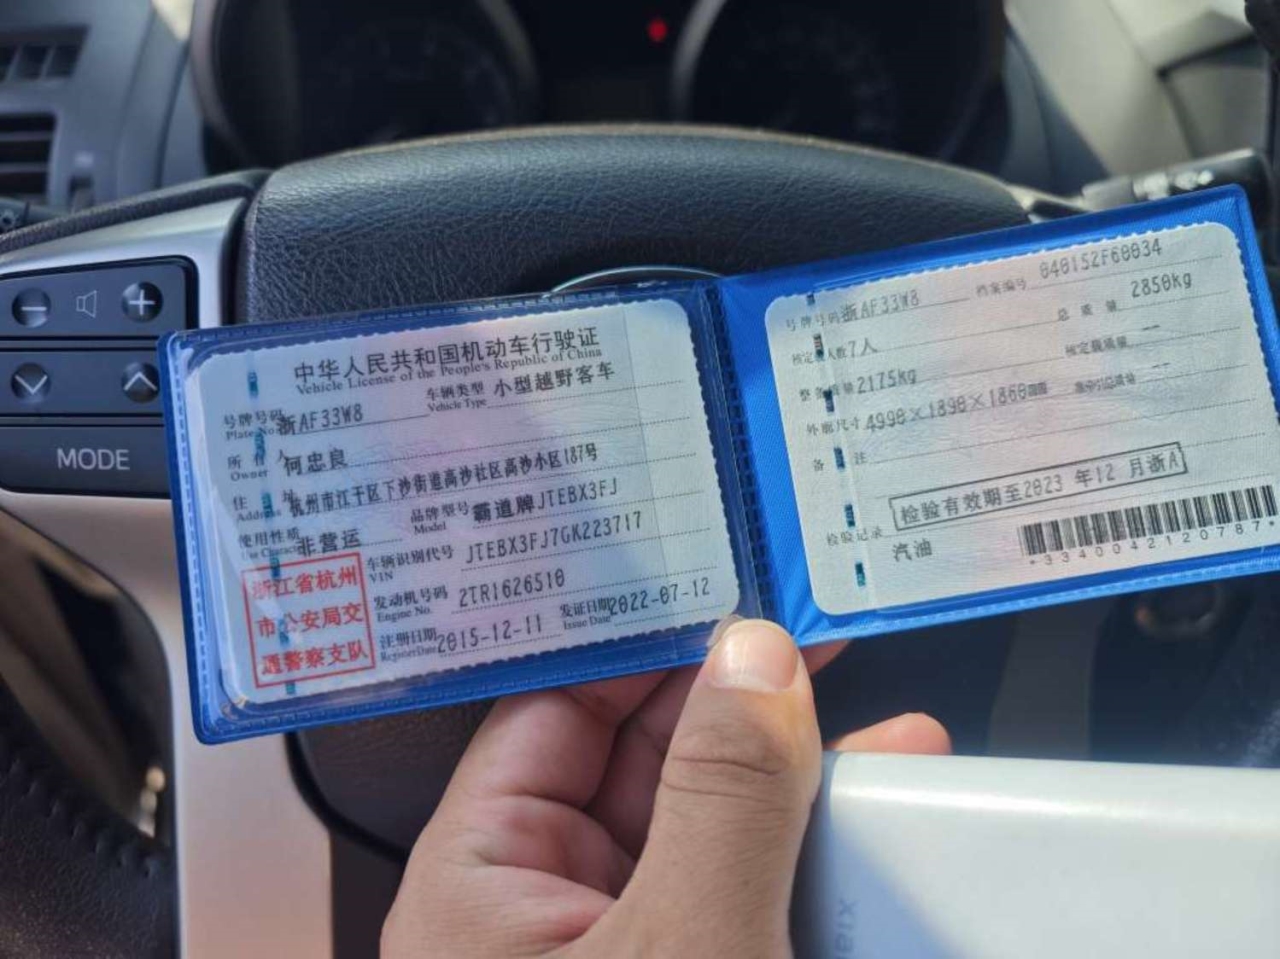 MODE
中华人民共和国机动车行驶证
Vehicle License of the People's Republic of China
号牌号码 浙AF33W8 车辆类型 小型越野客车
Plate No. Vehicle Type
所有人 何忠良
Owner
住址 杭州市江干区下沙街道高沙社区高沙小区187号
Address
使用性质 非营运 品牌型号 霸道牌JTEBX3FJ
Use Character Model
车辆识别代号 JTEBX3FJ7GK223717
VIN
发动机号码 2TR1626510
Engine No.
注册日期 2015-12-11 发证日期 2022-07-12
Register Date Issue Date
浙江省杭州
市公安局交
通警察支队
号牌号码 浙AF33W8 档案编号 040152F60034
核定载人数 7人 总质量 2850kg
整备质量 2175kg 核定载质量 --
外廓尺寸 4990×1890×1860 --
备注
检验有效期至2023 年12 月浙A
检验记录
汽油
*3340042120787*